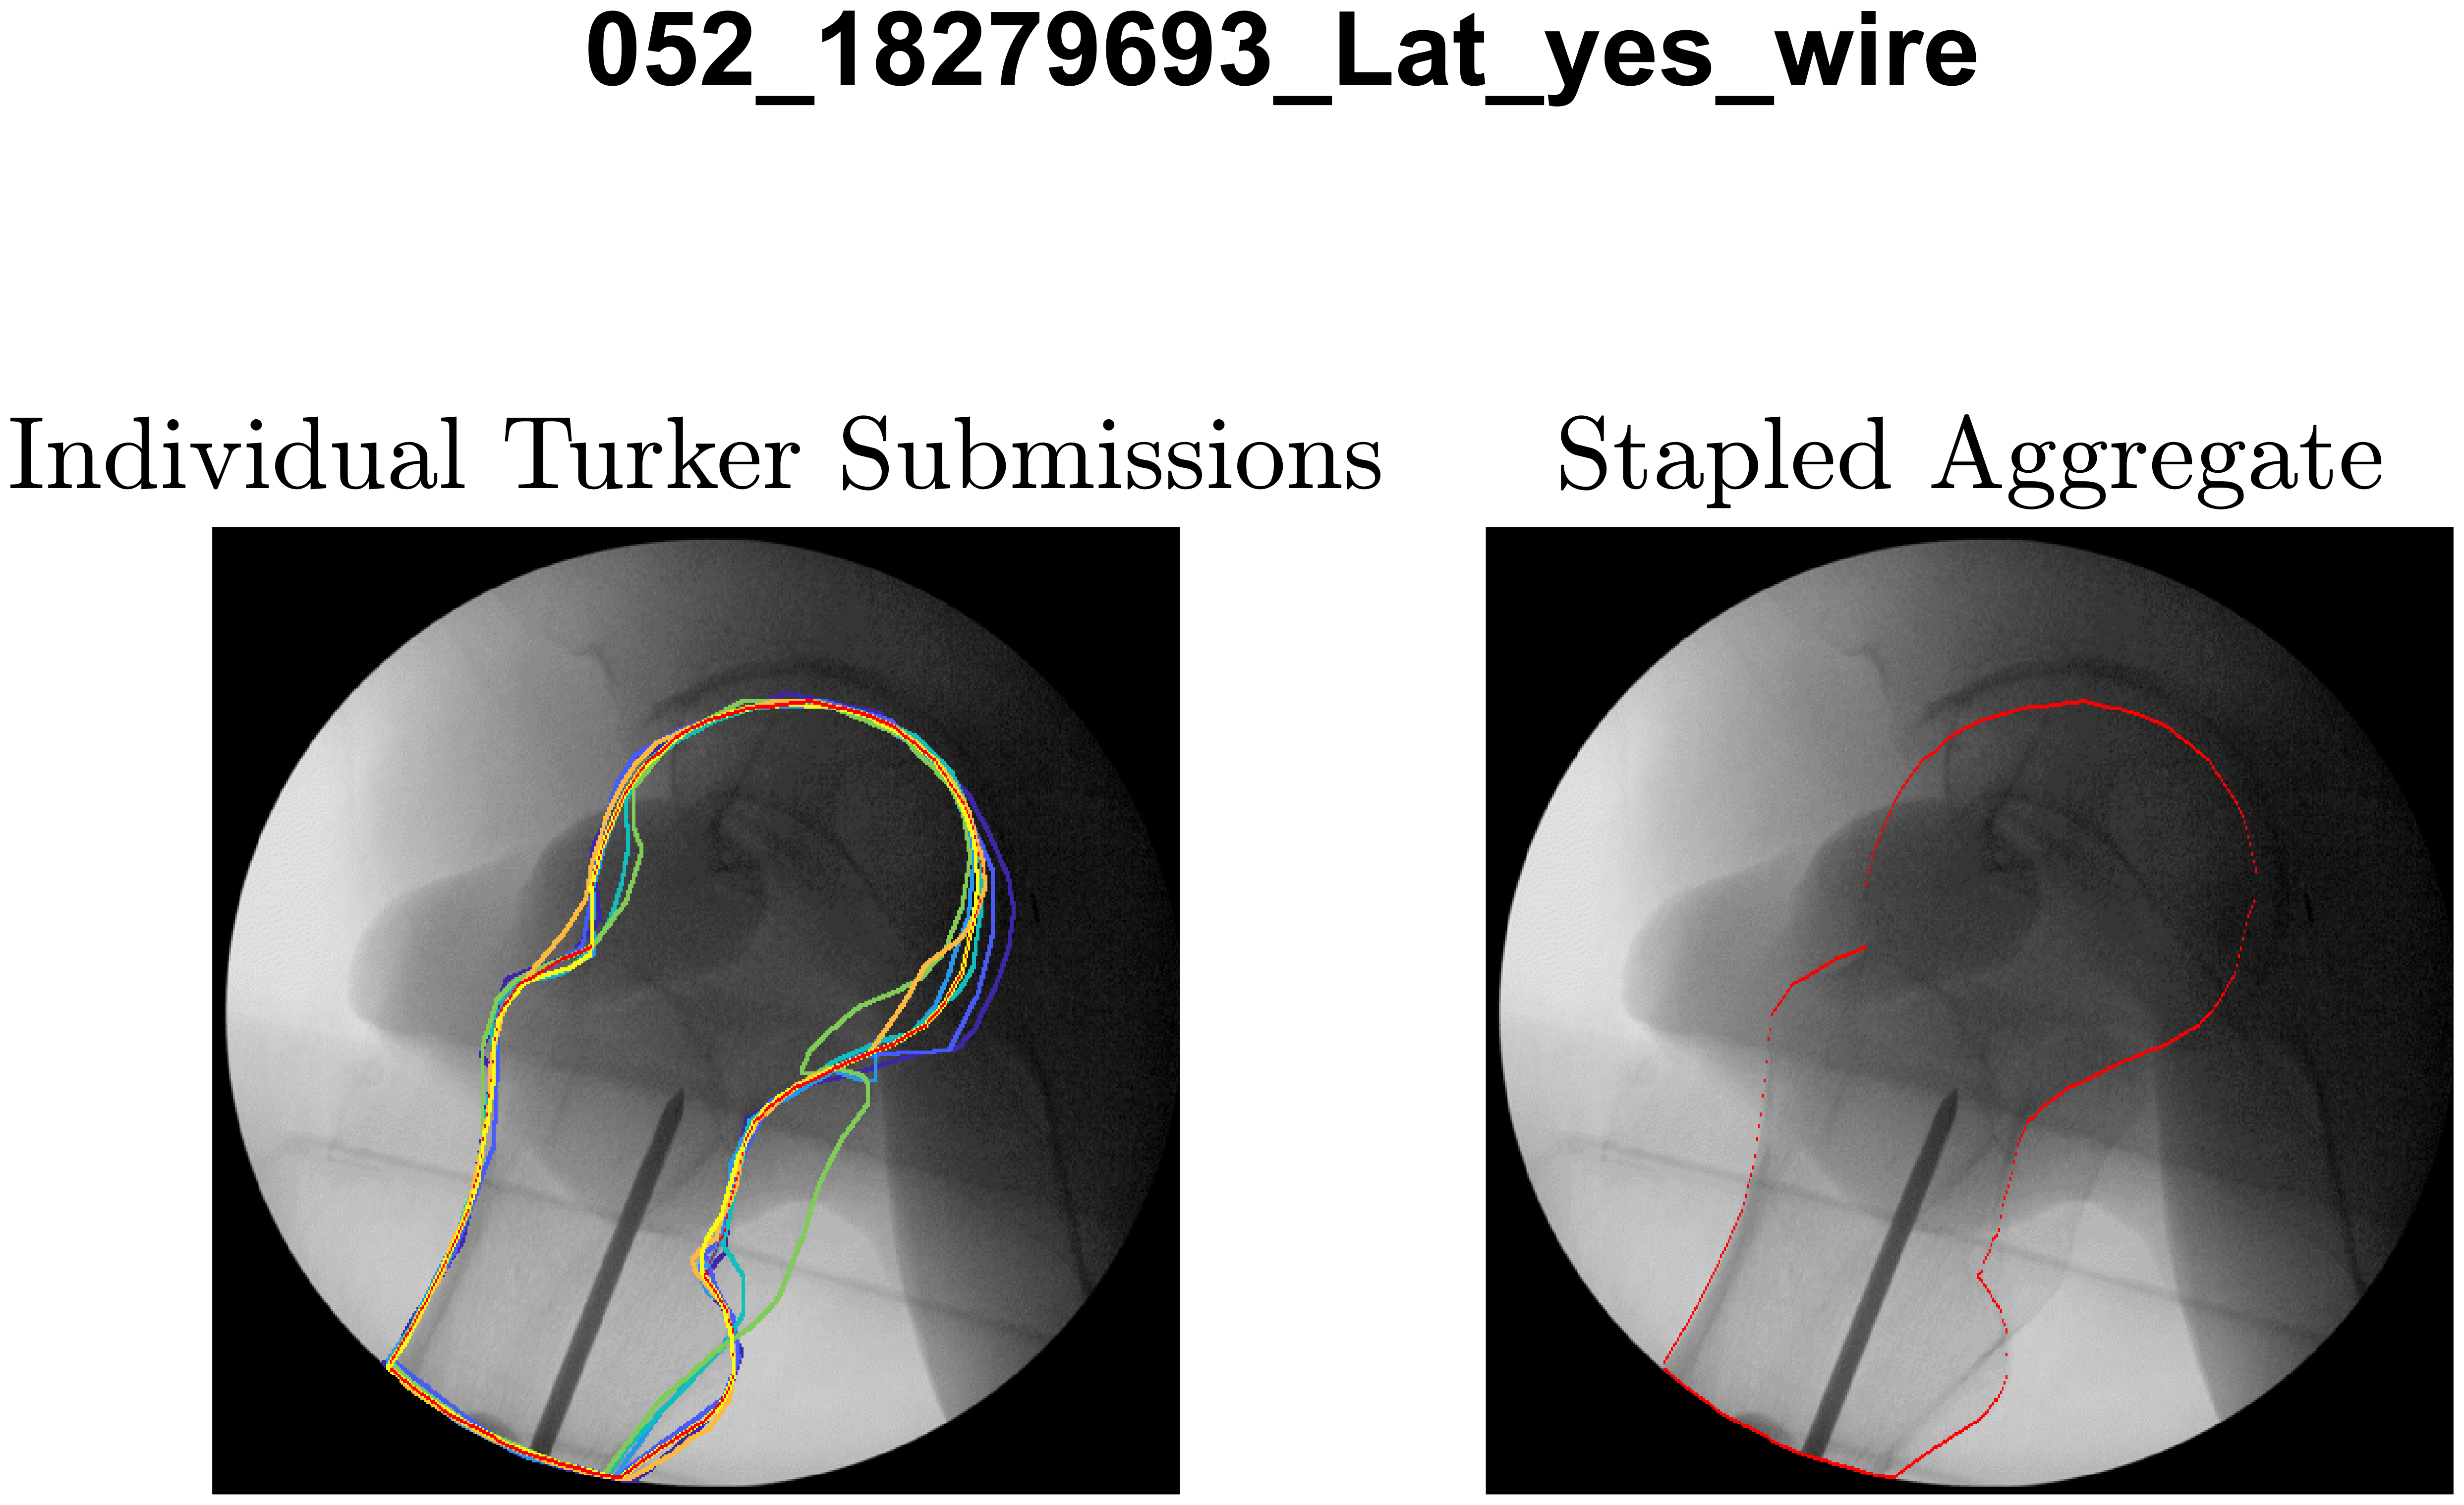 052_18279693_Lat_yes_wire
Individual Turker Submissions
Stapled Aggregate